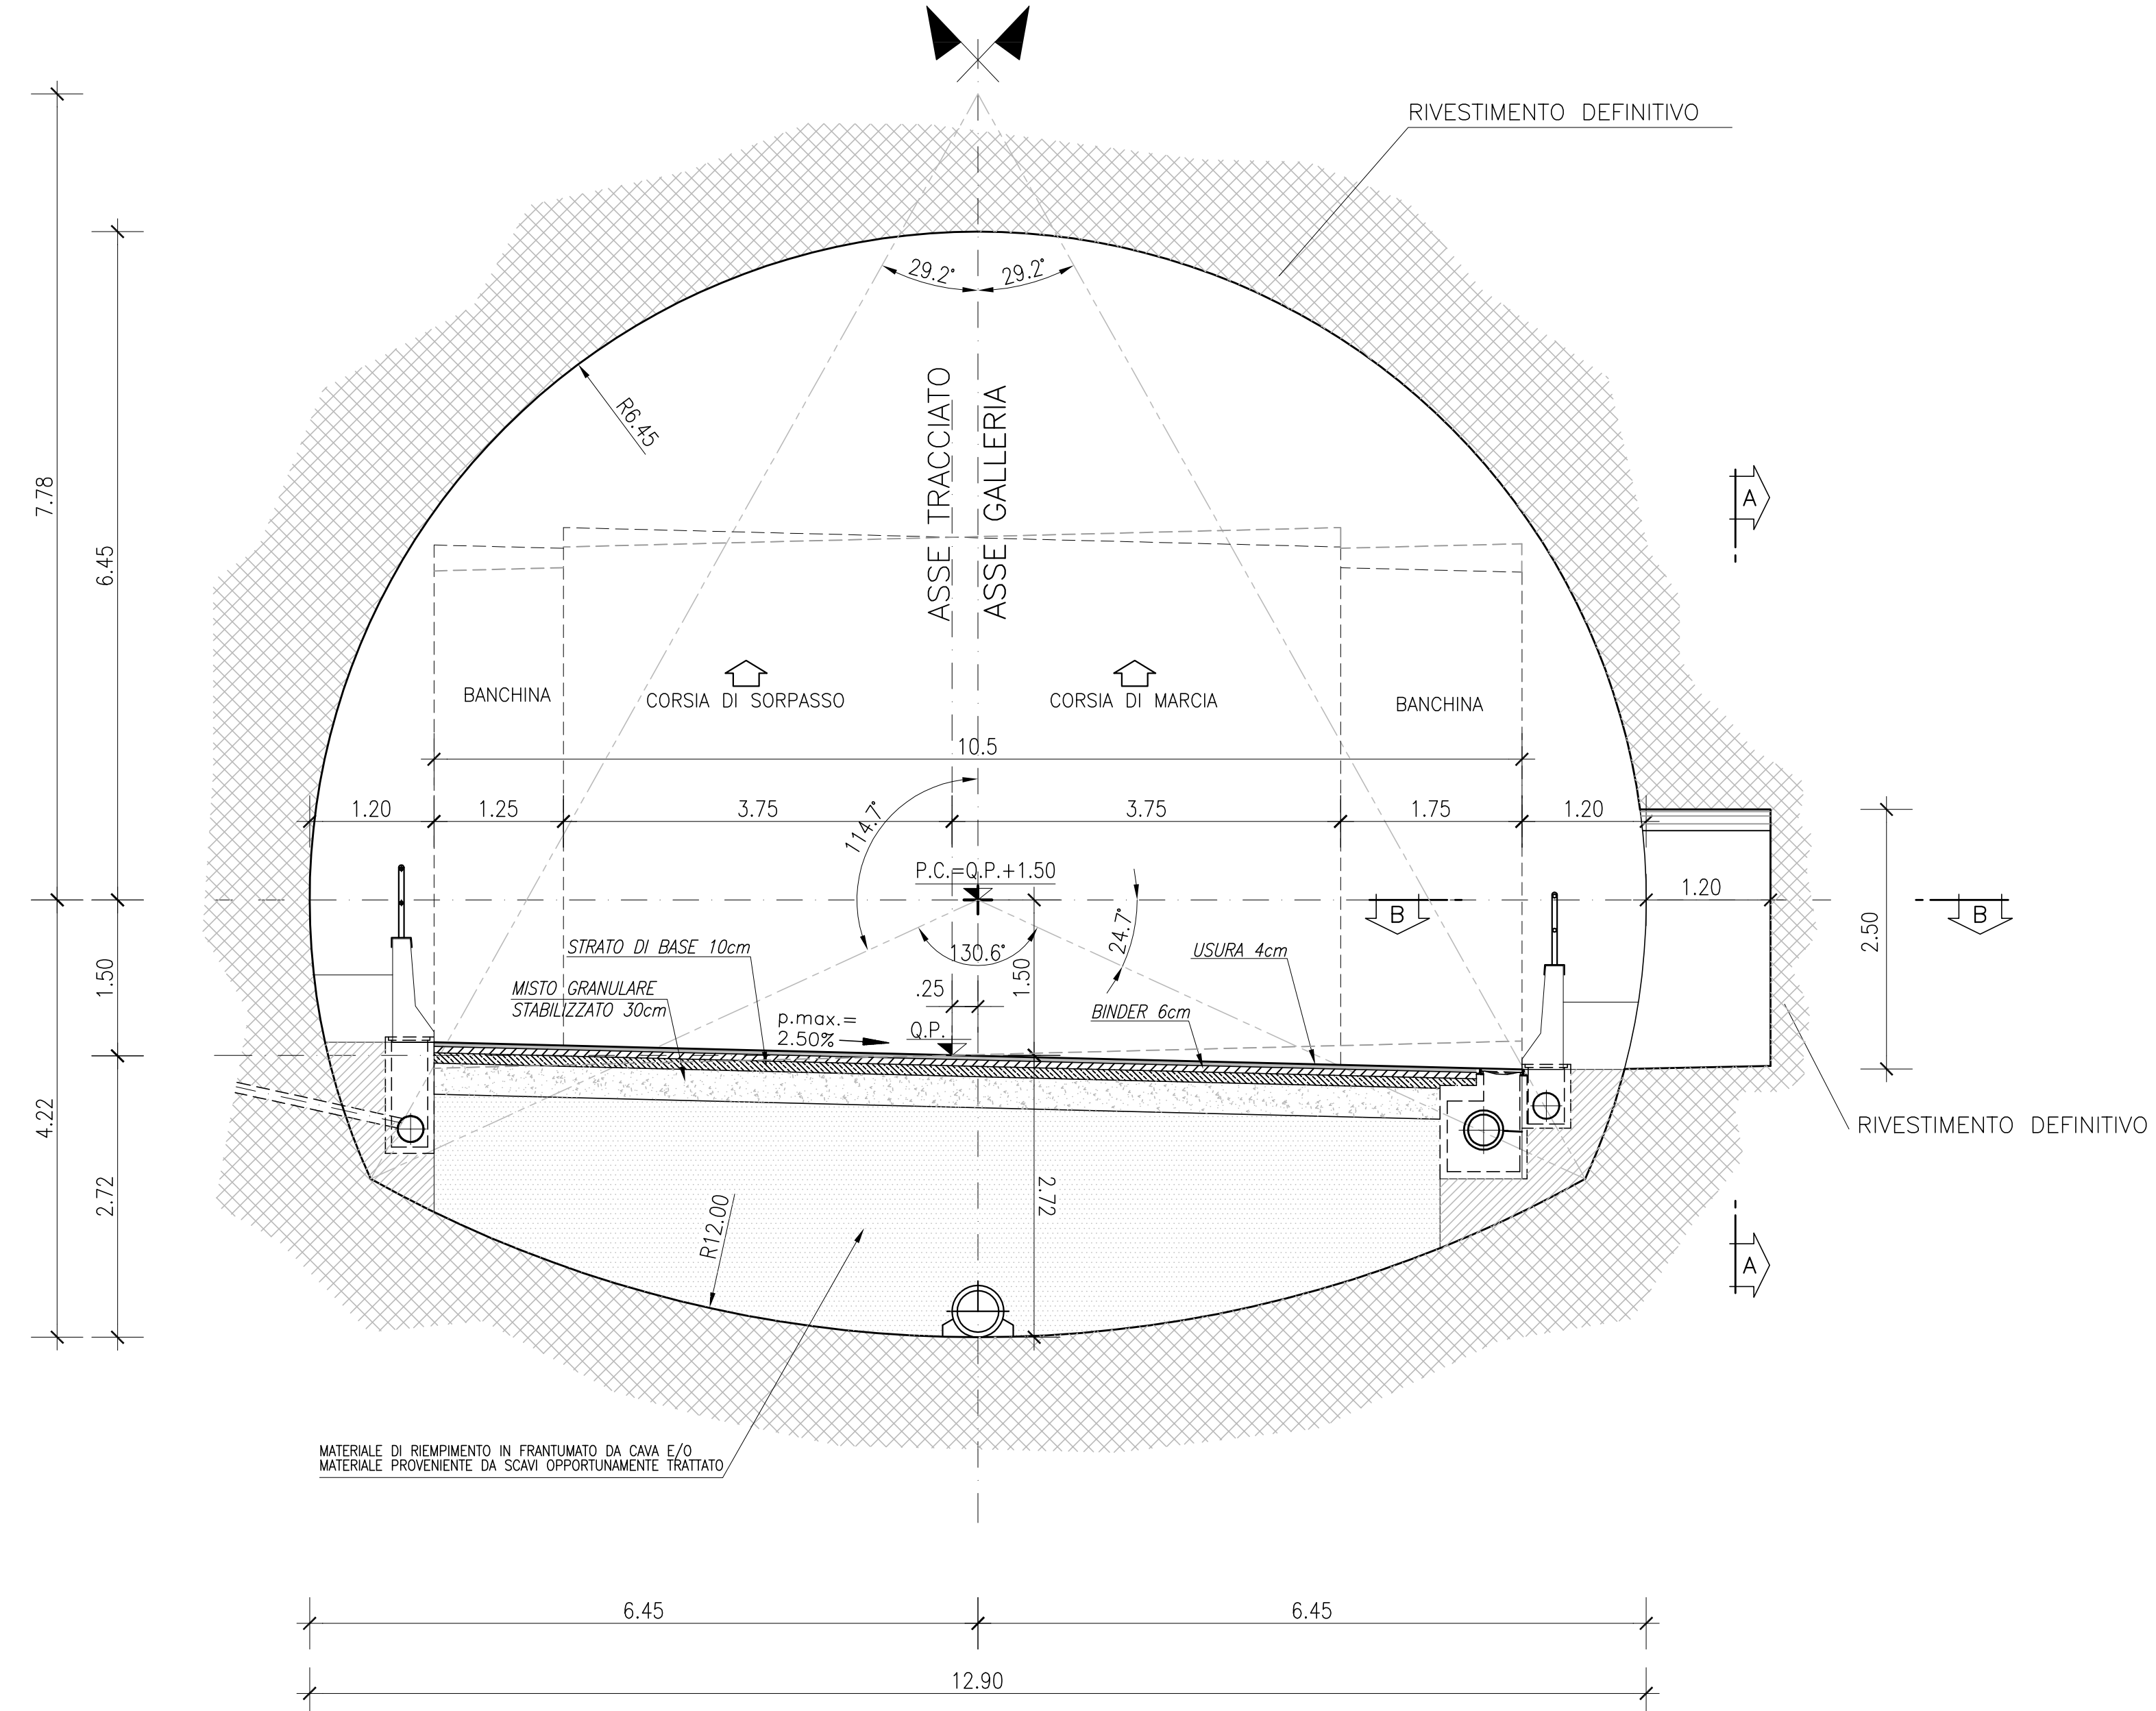 RIVESTIMENTO DEFINITIVO
29.2°
29.2°
R6.45
ASSE TRACCIATO
ASSE GALLERIA
A
7.78
6.45
BANCHINA
CORSIA DI SORPASSO
CORSIA DI MARCIA
BANCHINA
10.5
1.20
1.25
3.75
3.75
1.75
1.20
114.7°
P.C.=Q.P.+1.50
1.20
B
B
2.50
24.7°
130.6°
STRATO DI BASE 10cm
USURA 4cm
1.50
1.50
MISTO GRANULARE
STABILIZZATO 30cm
.25
p.max.=
2.50%
Q.P.
BINDER 6cm
4.22
RIVESTIMENTO DEFINITIVO
2.72
2.72
R12.00
A
MATERIALE DI RIEMPIMENTO IN FRANTUMATO DA CAVA E/O
MATERIALE PROVENIENTE DA SCAVI OPPORTUNAMENTE TRATTATO
6.45
6.45
12.90